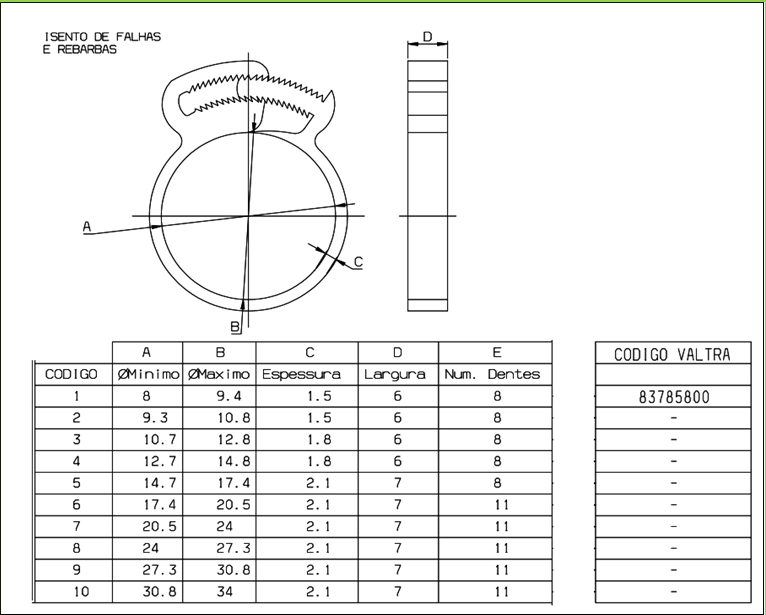 ISENTO DE FALHAS
E REBARBAS
D
A
C
B
A B C D E
CODIGO ØMinimo ØMaximo Espessura Largura Num. Dentes
1 8 9.4 1.5 6 8
2 9.3 10.8 1.5 6 8
3 10.7 12.8 1.8 6 8
4 12.7 14.8 1.8 6 8
5 14.7 17.4 2.1 7 8
6 17.4 20.5 2.1 7 11
7 20.5 24 2.1 7 11
8 24 27.3 2.1 7 11
9 27.3 30.8 2.1 7 11
10 30.8 34 2.1 7 11
CODIGO VALTRA
83785800
-
-
-
-
-
-
-
-
-